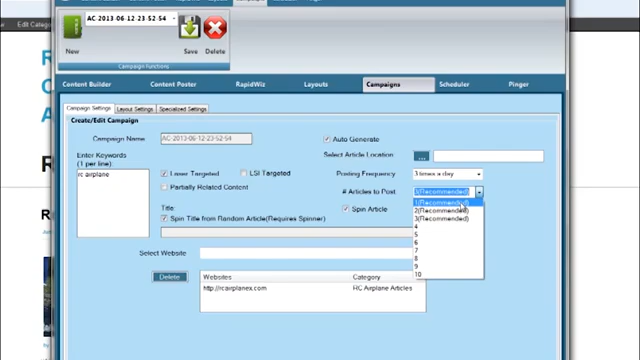 AC-2013-06-12-23-52-54
New
Save
Delete
Campaign Functions
Edit Categ
Content Builder
Content Poster
RapidWiz
Layouts
Campaigns
Scheduler
Pinger
Campaign Settings
Layout Settings
Specialized Settings
Create/Edit Campaign
Campaign Name
AC-2013-06-12-23-52-54
Auto Generate
Select Article Location
...
Enter Keywords
(1 per line)
rc airplane
Laser Targeted
LSI Targeted
Partially Related Content
Posting Frequency
3 times a day
# Articles to Post
3(Recommended)
1(Recommended)
2(Recommended)
3(Recommended)
4
5
6
7
8
9
10
Title
Spin Article
Spin Title from Random Article(Requires Spinner)
Select Website
Delete
Websites
Category
http://rcairplanex.com
RC Airplane Articles